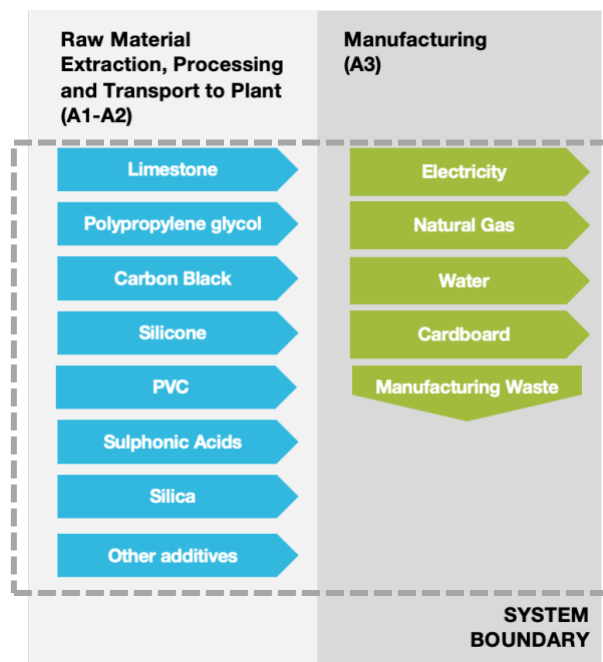 Raw Material
Extraction, Processing
and Transport to Plant
(A1-A2)
Limestone
Polypropylene glycol
Carbon Black
Silicone
PVC
Sulphonic Acids
Silica
Other additives
Manufacturing
(A3)
Electricity
Natural Gas
Water
Cardboard
Manufacturing Waste
SYSTEM
BOUNDARY